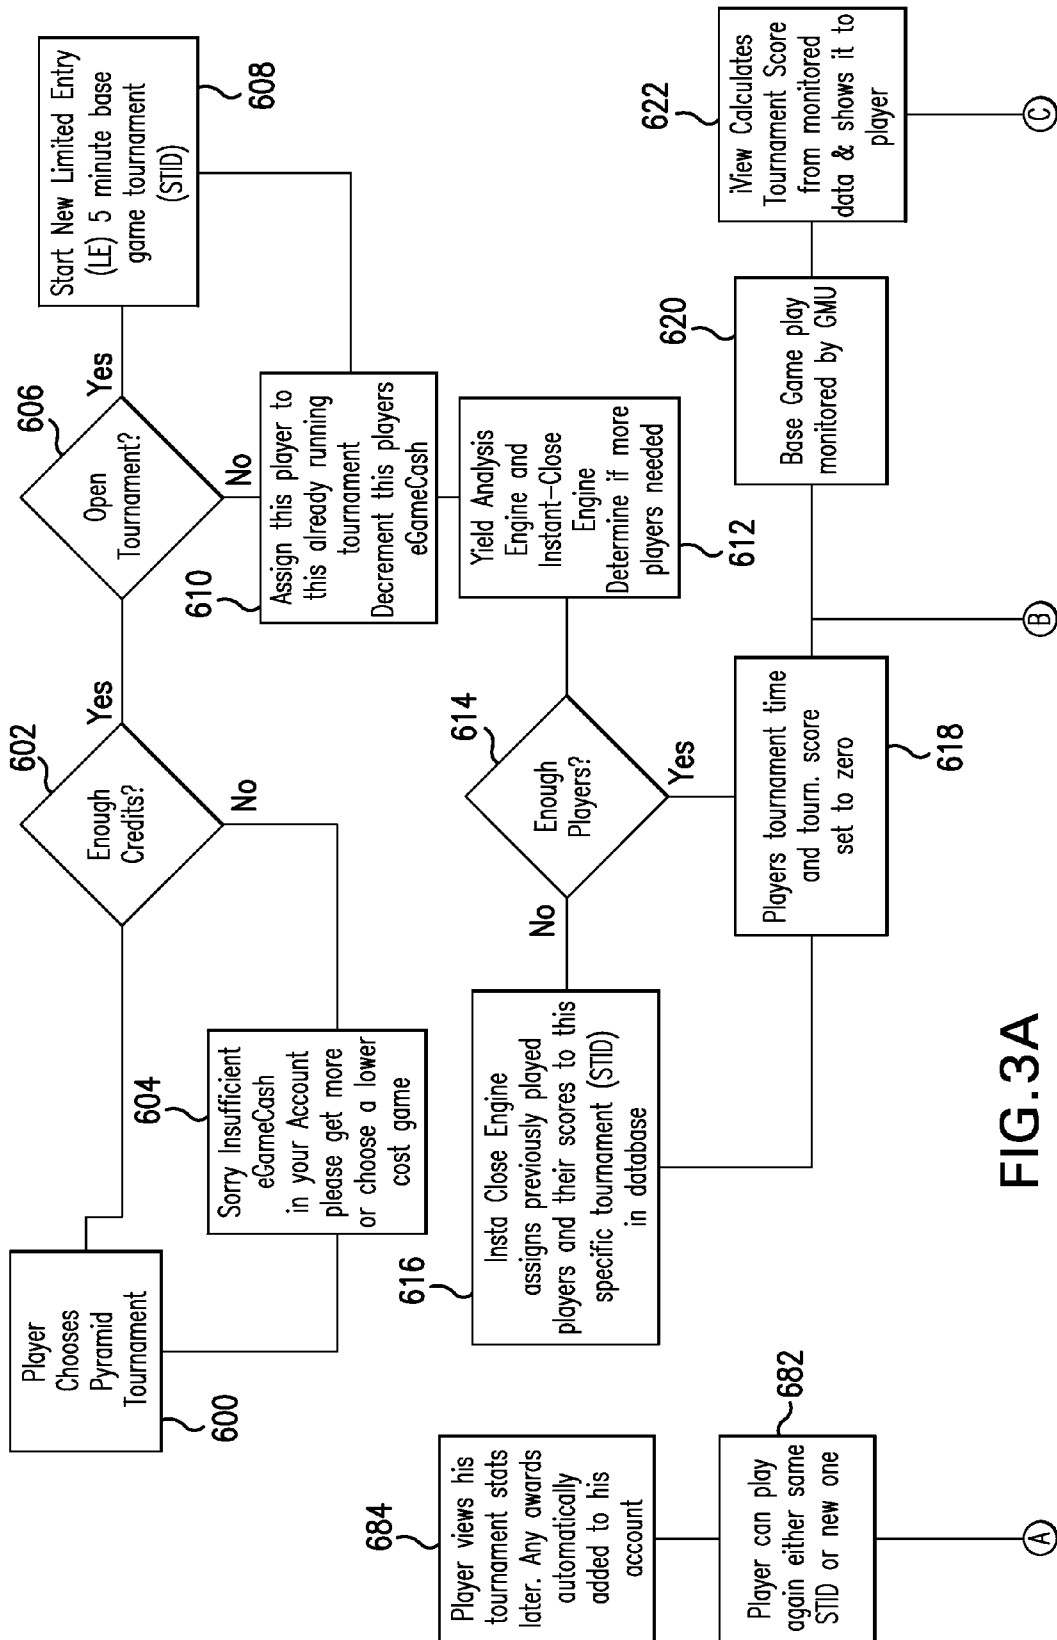 Player
Chooses
Pyramid
Tournament
600
Enough
Credits?
602
Yes
No
Open
Tournament?
606
Yes
No
Start New Limited Entry
(LE) 5 minute base
game tournament
(STID)
608
Sorry Insufficient
eGameCash
in your Account
please get more
or choose a lower
cost game
604
Assign this player to
this already running
tournament
Decrement this players
eGameCash
610
Yield Analysis
Engine and
Instant-Close
Engine
Determine if more
players needed
612
Enough
Players?
614
No
Yes
Insta Close Engine
assigns previously played
players and their scores to this
specific tournament (STID)
in database
616
Players tournament time
and tourn. score
set to zero
618
Base Game play
monitored by GMU
620
iView Calculates
Tournament Score
from monitored
data & shows it to
player
622
Player views his
tournament stats
later. Any awards
automatically
added to his
account
684
Player can play
again either same
STID or new one
682
A
B
C
FIG.3A